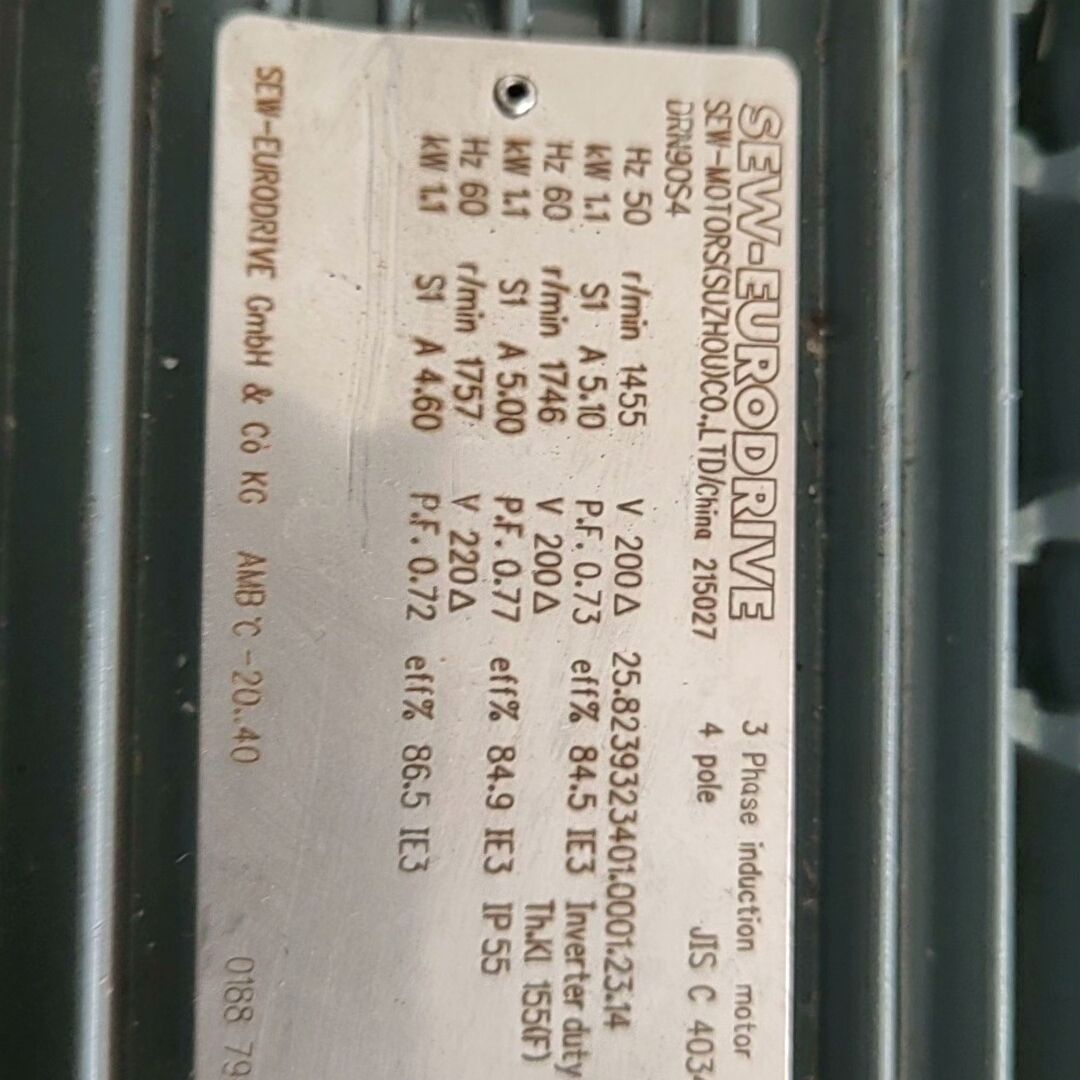 SEW-EURODRIVE 3 Phase induction motor
SEW-MOTORS(SUZHOU)CO.,LTD/China 215027 4 pole JIS C 4034
DRN90S4 25.8239323401.0001.23.14
Hz 50 r/min 1455 V 200Δ Inverter duty
kW 1.1 S1 A 5.10 P.F. 0.73 eff% 84.5 IE3
Hz 60 r/min 1746 V 200Δ Th.Kl 155(F)
kW 1.1 S1 A 5.00 P.F. 0.77 eff% 84.9 IE3 IP 55
Hz 60 r/min 1757 V 220Δ
kW 1.1 S1 A 4.60 P.F. 0.72 eff% 86.5 IE3
SEW-EURODRIVE GmbH & Co KG AMB °C -20..40 0188 79